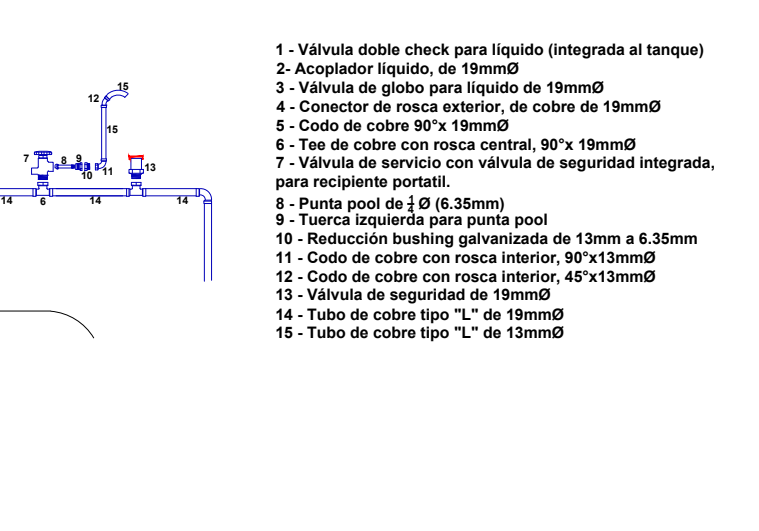 1 - Válvula doble check para líquido (integrada al tanque)
2- Acoplador líquido, de 19mmØ
3 - Válvula de globo para líquido de 19mmØ
4 - Conector de rosca exterior, de cobre de 19mmØ
5 - Codo de cobre 90°x 19mmØ
6 - Tee de cobre con rosca central, 90°x 19mmØ
7 - Válvula de servicio con válvula de seguridad integrada,
para recipiente portatil.
8 - Punta pool de 1/4 Ø (6.35mm)
9 - Tuerca izquierda para punta pool
10 - Reducción bushing galvanizada de 13mm a 6.35mm
11 - Codo de cobre con rosca interior, 90°x13mmØ
12 - Codo de cobre con rosca interior, 45°x13mmØ
13 - Válvula de seguridad de 19mmØ
14 - Tubo de cobre tipo "L" de 19mmØ
15 - Tubo de cobre tipo "L" de 13mmØ
15
12
15
7
8
9
10
11
13
14
6
14
14